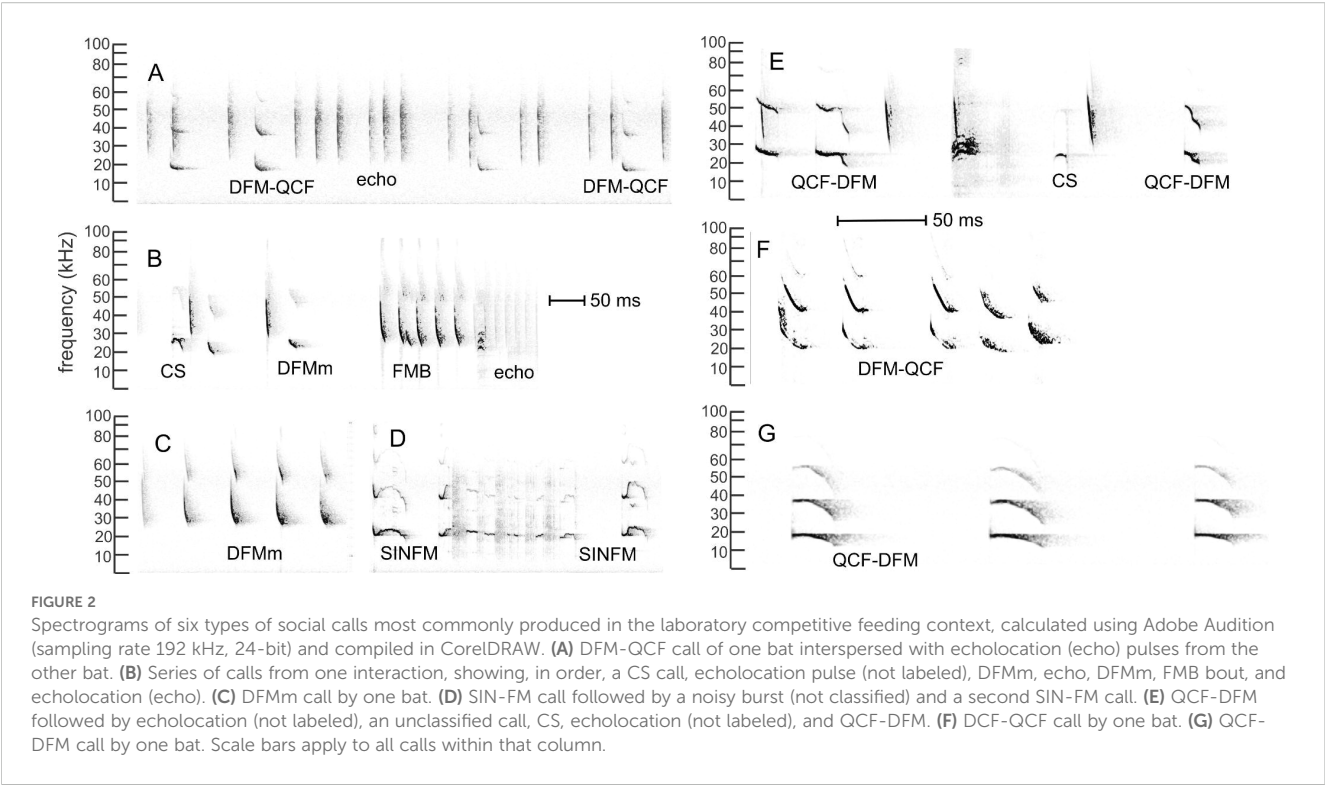 A
100
80
60
50
40
30
20
10
DFM-QCF
echo
DFM-QCF
B
100
80
60
50
40
30
20
10
CS
DFMm
FMB
echo
50 ms
frequency (kHz)
C
100
80
60
50
40
30
20
10
DFMm
D
SINFM
SINFM
E
100
80
60
50
40
30
20
10
QCF-DFM
CS
QCF-DFM
50 ms
F
100
80
60
50
40
30
20
10
DFM-QCF
G
100
80
60
50
40
30
20
10
QCF-DFM
FIGURE 2
Spectrograms of six types of social calls most commonly produced in the laboratory competitive feeding context, calculated using Adobe Audition
(sampling rate 192 kHz, 24-bit) and compiled in CorelDRAW. (A) DFM-QCF call of one bat interspersed with echolocation (echo) pulses from the
other bat. (B) Series of calls from one interaction, showing, in order, a CS call, echolocation pulse (not labeled), DFMm, echo, DFMm, FMB bout, and
echolocation (echo). (C) DFMm call by one bat. (D) SIN-FM call followed by a noisy burst (not classified) and a second SIN-FM call. (E) QCF-DFM
followed by echolocation (not labeled), an unclassified call, CS, echolocation (not labeled), and QCF-DFM. (F) DCF-QCF call by one bat. (G) QCF-
DFM call by one bat. Scale bars apply to all calls within that column.